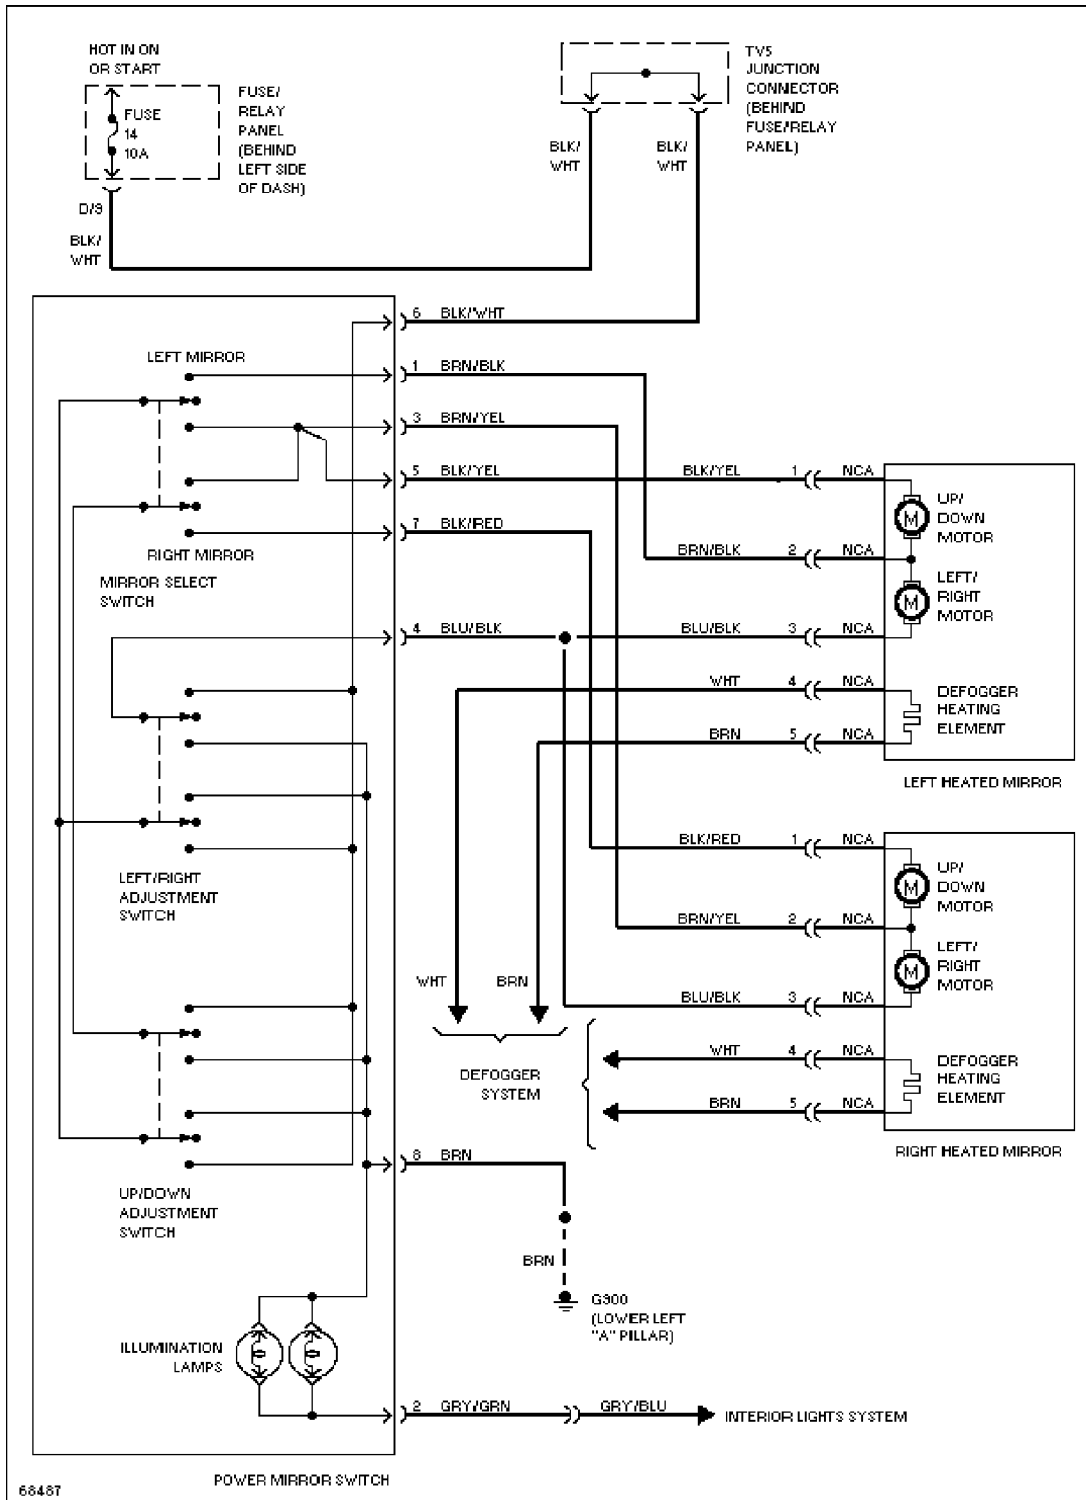 HOT IN ON
OR START
FUSE
14
10A
FUSE/
RELAY
PANEL
(BEHIND
LEFT SIDE
OF DASH)
D/9
BLK/
WHT
TV5
JUNCTION
CONNECTOR
(BEHIND
FUSE/RELAY
PANEL)
BLK/
WHT
BLK/
WHT
6 BLK/WHT
LEFT MIRROR
1 BRN/BLK
3 BRN/YEL
5 BLK/YEL
BLK/YEL 1 NCA
7 BLK/RED
RIGHT MIRROR
MIRROR SELECT
SWITCH
UP/
DOWN
MOTOR
BRN/BLK 2 NCA
LEFT/
RIGHT
MOTOR
M
M
4 BLU/BLK
BLU/BLK 3 NCA
WHT 4 NCA
BRN 5 NCA
DEFOGGER
HEATING
ELEMENT
LEFT HEATED MIRROR
LEFT/RIGHT
ADJUSTMENT
SWITCH
BLK/RED 1 NCA
UP/
DOWN
MOTOR
BRN/YEL 2 NCA
LEFT/
RIGHT
MOTOR
M
M
BLU/BLK 3 NCA
WHT
BRN
DEFOGGER
SYSTEM
WHT 4 NCA
BRN 5 NCA
DEFOGGER
HEATING
ELEMENT
RIGHT HEATED MIRROR
8 BRN
UP/DOWN
ADJUSTMENT
SWITCH
BRN
G300
(LOWER LEFT
"A" PILLAR)
ILLUMINATION
LAMPS
2 GRY/GRN
GRY/BLU
INTERIOR LIGHTS SYSTEM
POWER MIRROR SWITCH
68487